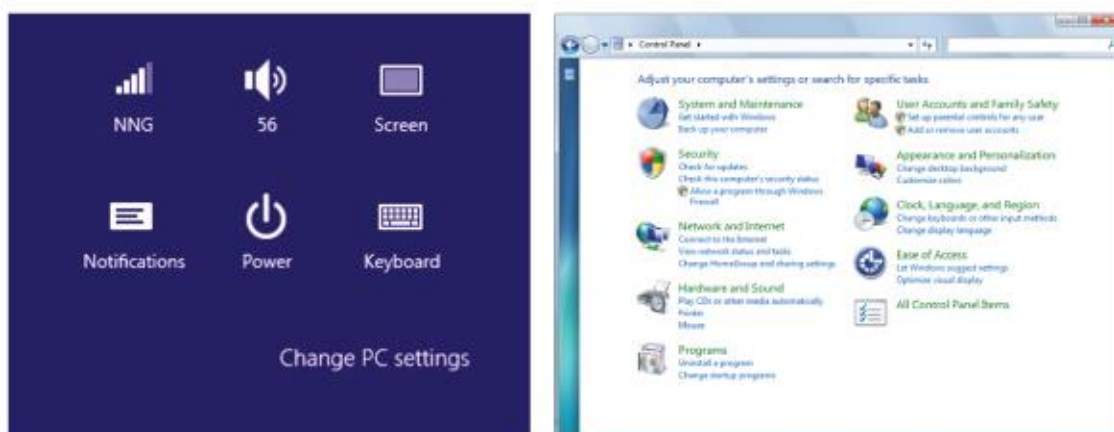 NNG
56
Screen
Notifications
Power
Keyboard
Change PC settings
Control Panel
Adjust your computer's settings or search for specific tasks
System and Maintenance
Get started with Windows
Back up your computer
Security
Check for updates
Check this computer's security status
Allow a program through Windows
Firewall
Network and Internet
Connect to the Internet
View network status and tasks
Change HomeGroup and sharing settings
Hardware and Sound
Play CDs or other media automatically
Printer
Mouse
Programs
Uninstall a program
Change startup programs
User Accounts and Family Safety
Set up parental controls for any user
Add or remove user accounts
Appearance and Personalization
Change desktop background
Customize colors
Clock, Language, and Region
Change keyboards or other input methods
Change display language
Ease of Access
Let Windows suggest settings
Optimize visual display
All Control Panel Items